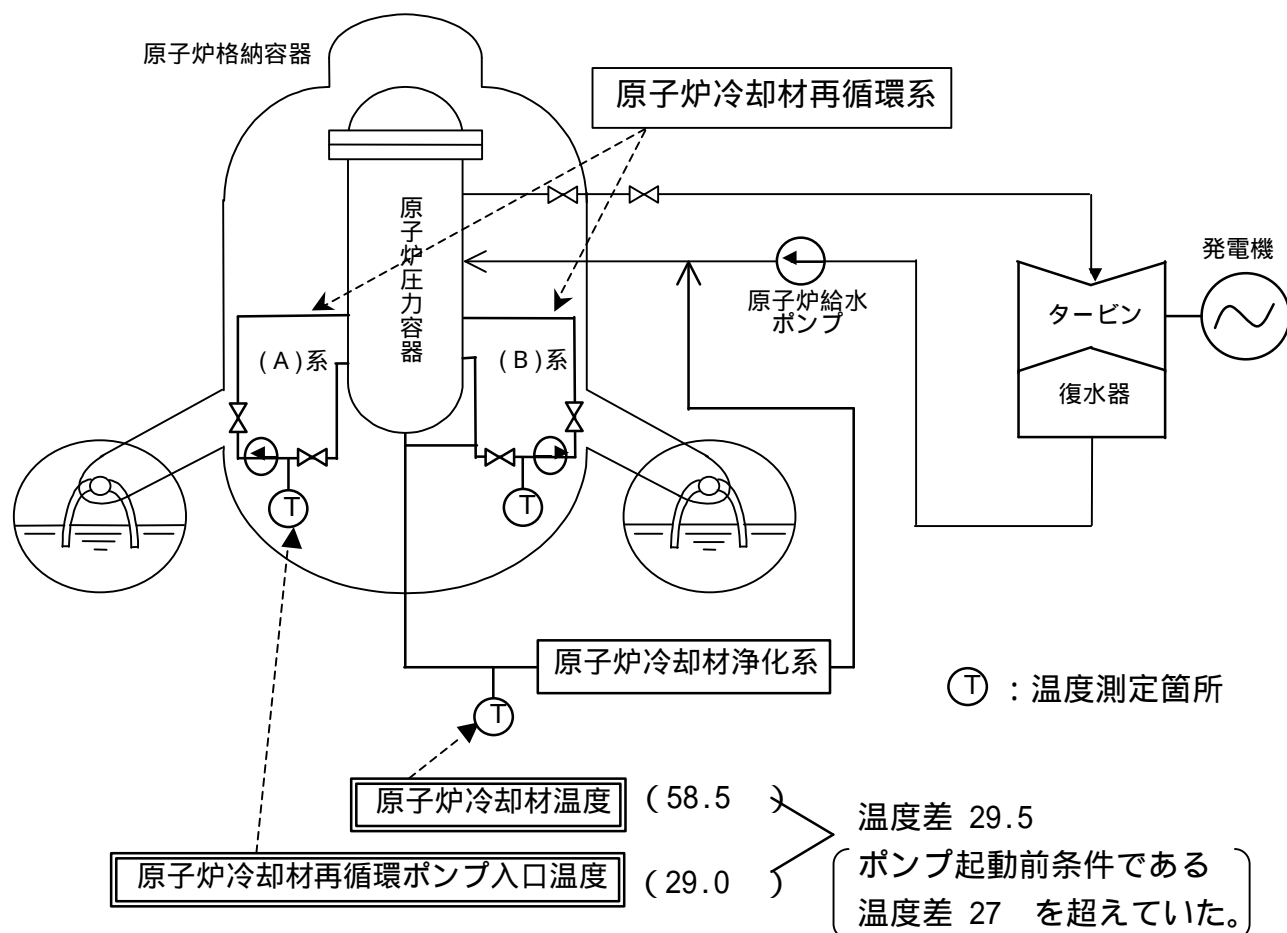 原子炉格納容器
原子炉冷却材再循環系
原子炉圧力容器
発電機
原子炉給水
ポンプ
タービン
復水器
(A)系
(B)系
T
T
原子炉冷却材浄化系
T
T :温度測定箇所
原子炉冷却材温度 (58.5 )
原子炉冷却材再循環ポンプ入口温度 (29.0 )
温度差 29.5
ポンプ起動前条件である
温度差 27 を超えていた。